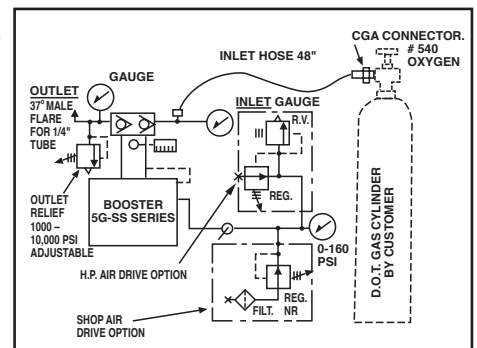 CGA CONNECTOR.
# 540
OXYGEN
INLET HOSE 48"
GAUGE
OUTLET
37° MALE
FLARE
FOR 1/4"
TUBE
INLET GAUGE
R.V.
REG.
OUTLET
RELIEF
1000 –
10,000 PSI
ADJUSTABLE
BOOSTER
5G-SS SERIES
H.P. AIR DRIVE OPTION
0-160
PSI
D.O.T. GAS CYLINDER
BY CUSTOMER
SHOP AIR
DRIVE OPTION
FILT.
REG.
NR